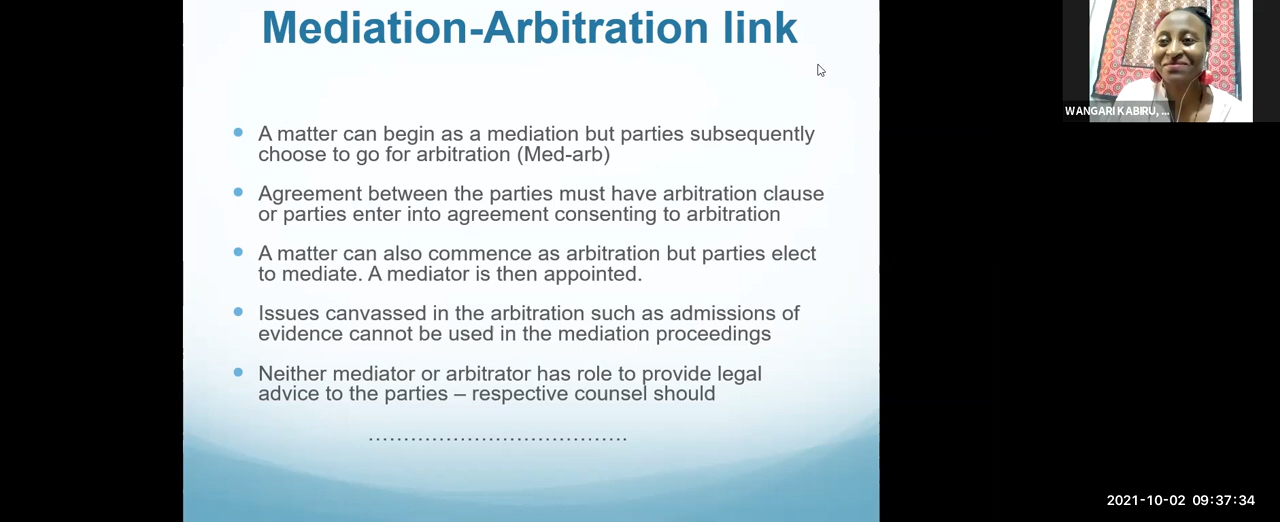 Mediation-Arbitration link
• A matter can begin as a mediation but parties subsequently
choose to go for arbitration (Med-arb)
• Agreement between the parties must have arbitration clause
or parties enter into agreement consenting to arbitration
• A matter can also commence as arbitration but parties elect
to mediate. A mediator is then appointed.
• Issues canvassed in the arbitration such as admissions of
evidence cannot be used in the mediation proceedings
• Neither mediator or arbitrator has role to provide legal
advice to the parties – respective counsel should
.....................................
WANGARI KABIRU, ...
2021-10-02 09:37:34